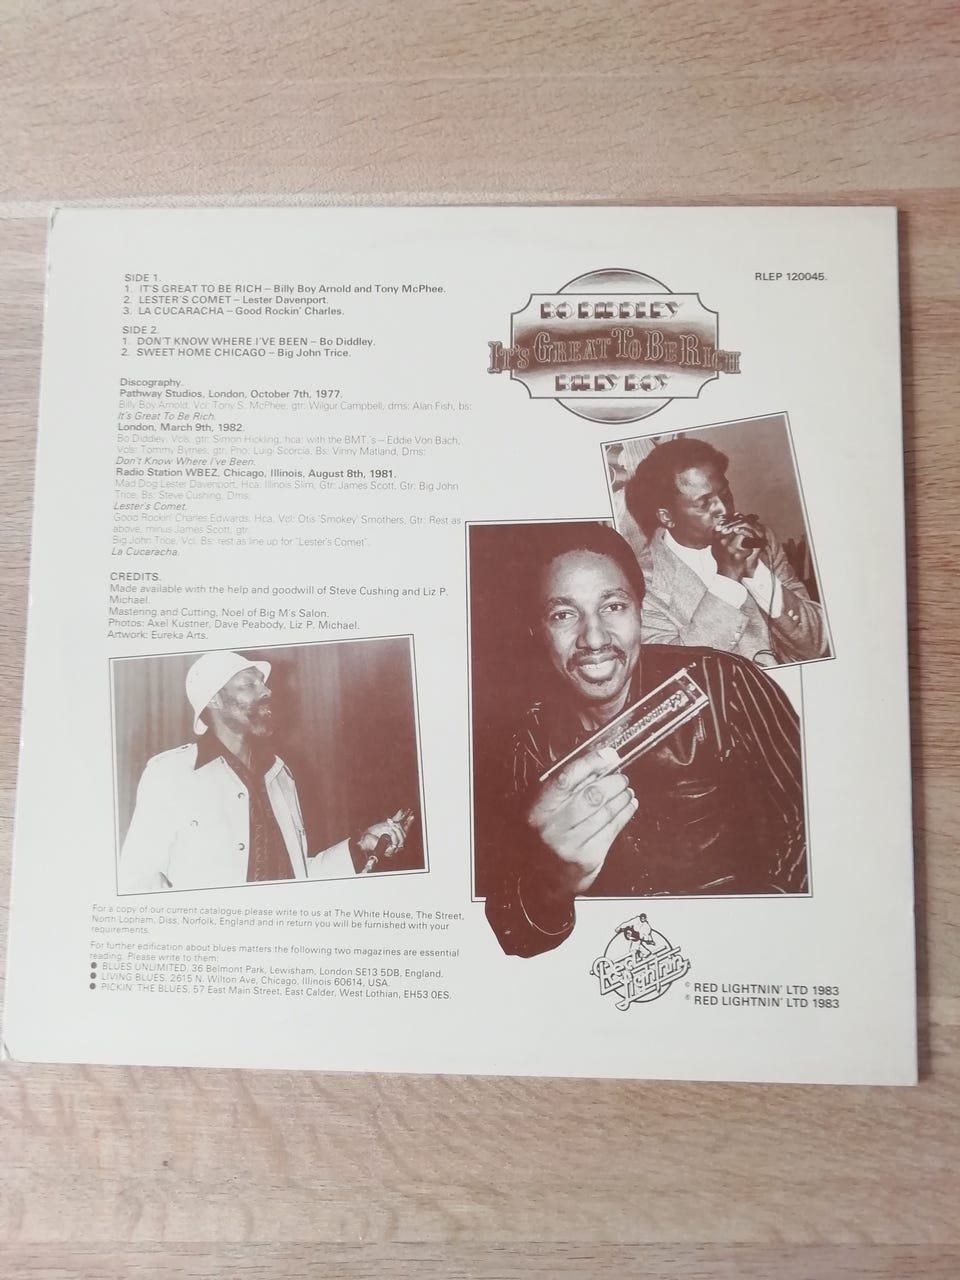 SIDE 1.
1. IT'S GREAT TO BE RICH – Billy Boy Arnold and Tony McPhee.
2. LESTER'S COMET – Lester Davenport.
3. LA CUCARACHA – Good Rockin' Charles.
SIDE 2.
1. DON'T KNOW WHERE I'VE BEEN – Bo Diddley.
2. SWEET HOME CHICAGO – Big John Trice.
RLEP 120045.
BO DIDDLEY
IT'S GREAT TO BE RICH
BILLY BOY
Discography.
Pathway Studios, London, October 7th, 1977.
Billy Boy Arnold, Vcl: Tony S. McPhee, gtr: Wilgur Campbell, dms: Alan Fish, bs:
It's Great To Be Rich.
London, March 9th, 1982.
Bo Diddley, Vcls, gtr: Simon Hickling, hca: with the BMT.'s – Eddie Von Bach,
Vcls: Tommy Byrnes, gtr, Pno: Luigi Scorcia, Bs: Vinny Matland, Dms:
Don't Know Where I've Been.
Radio Station WBEZ, Chicago, Illinois, August 8th, 1981.
Mad Dog Lester Davenport, Hca: Illinois Slim, Gtr: James Scott, Gtr: Big John
Trice, Bs: Steve Cushing, Dms:
Lester's Comet.
Good Rockin' Charles Edwards, Hca, Vcl: Otis 'Smokey' Smothers, Gtr: Rest as
above, minus James Scott, gtr.
Big John Trice, Vcl, Bs: rest as line up for "Lester's Comet".
La Cucaracha.
CREDITS.
Made available with the help and goodwill of Steve Cushing and Liz P.
Michael.
Mastering and Cutting, Noel of Big M's Salon.
Photos: Axel Kustner, Dave Peabody, Liz P. Michael.
Artwork: Eureka Arts.
For a copy of our current catalogue please write to us at The White House, The Street,
North Lopham, Diss, Norfolk, England and in return you will be furnished with your
requirements.
For further edification about blues matters the following two magazines are essential
reading. Please write to them:
● BLUES UNLIMITED, 36 Belmont Park, Lewisham, London SE13 5DB, England.
● LIVING BLUES, 2615 N. Wilton Ave, Chicago, Illinois 60614, USA.
● PICKIN' THE BLUES, 57 East Main Street, East Calder, West Lothian, EH53 0ES.
Red Lightnin'
© RED LIGHTNIN' LTD 1983
℗ RED LIGHTNIN' LTD 1983